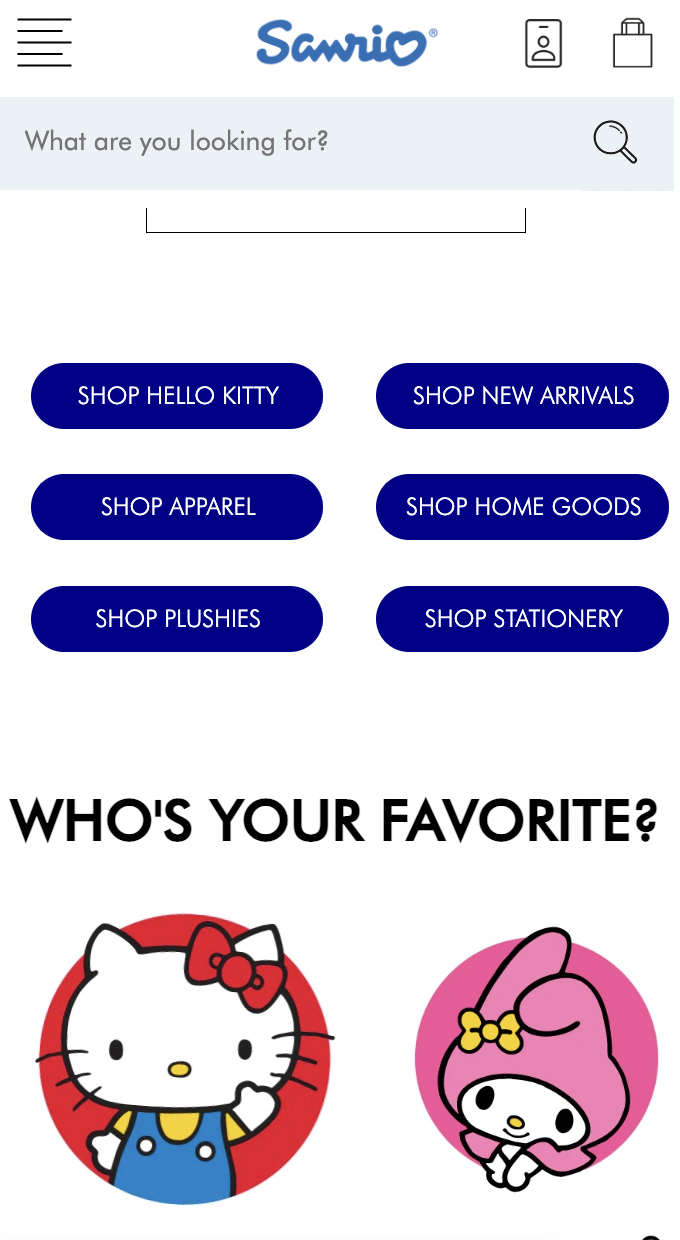 Sanrio®
What are you looking for?
SHOP HELLO KITTY
SHOP NEW ARRIVALS
SHOP APPAREL
SHOP HOME GOODS
SHOP PLUSHIES
SHOP STATIONERY
WHO'S YOUR FAVORITE?